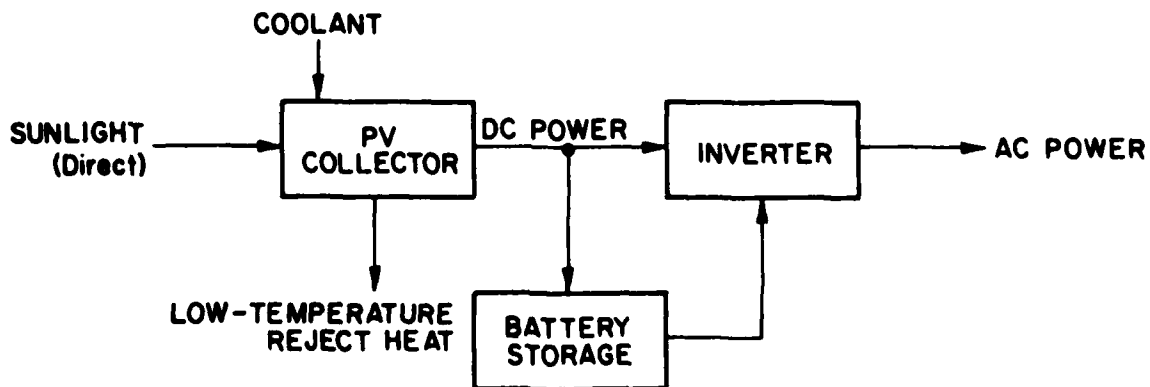 COOLANT
SUNLIGHT
(Direct)
PV
COLLECTOR
DC POWER
INVERTER
AC POWER
LOW-TEMPERATURE
REJECT HEAT
BATTERY
STORAGE